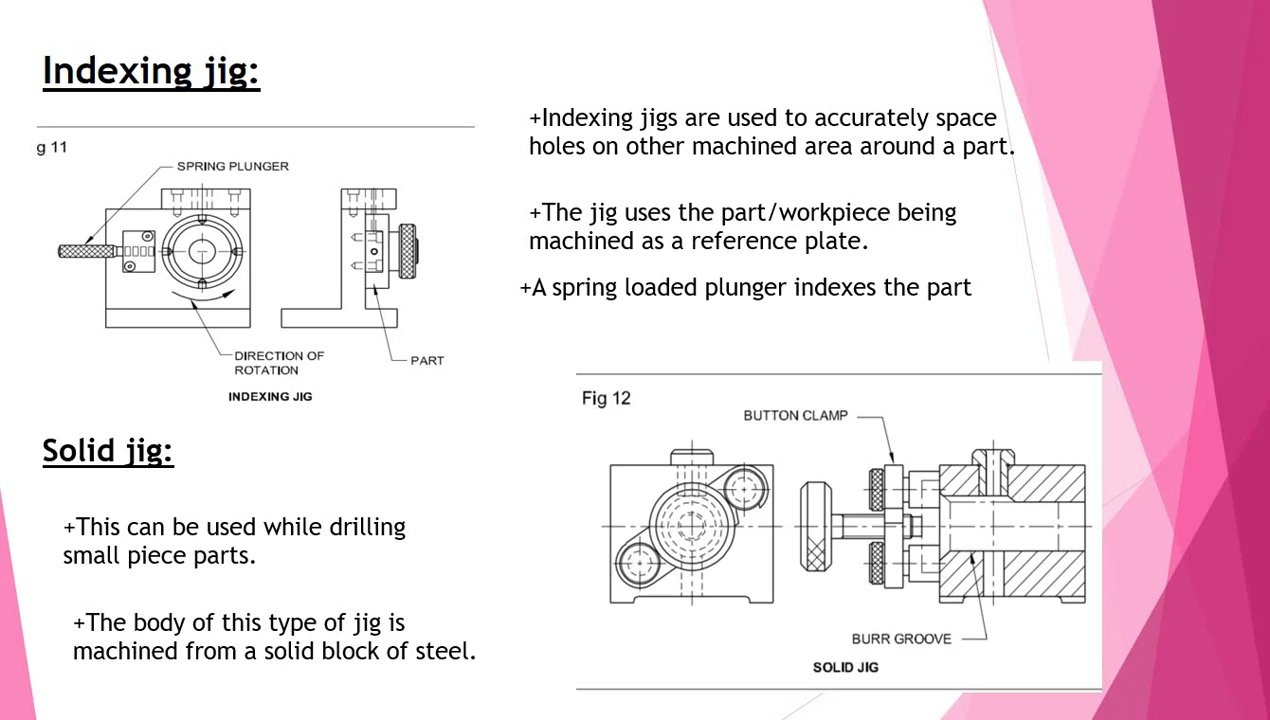 Indexing jig:
g 11
SPRING PLUNGER
DIRECTION OF
ROTATION
PART
INDEXING JIG
+Indexing jigs are used to accurately space
holes on other machined area around a part.
+The jig uses the part/workpiece being
machined as a reference plate.
+A spring loaded plunger indexes the part
Solid jig:
+This can be used while drilling
small piece parts.
+The body of this type of jig is
machined from a solid block of steel.
Fig 12
BUTTON CLAMP
BURR GROOVE
SOLID JIG